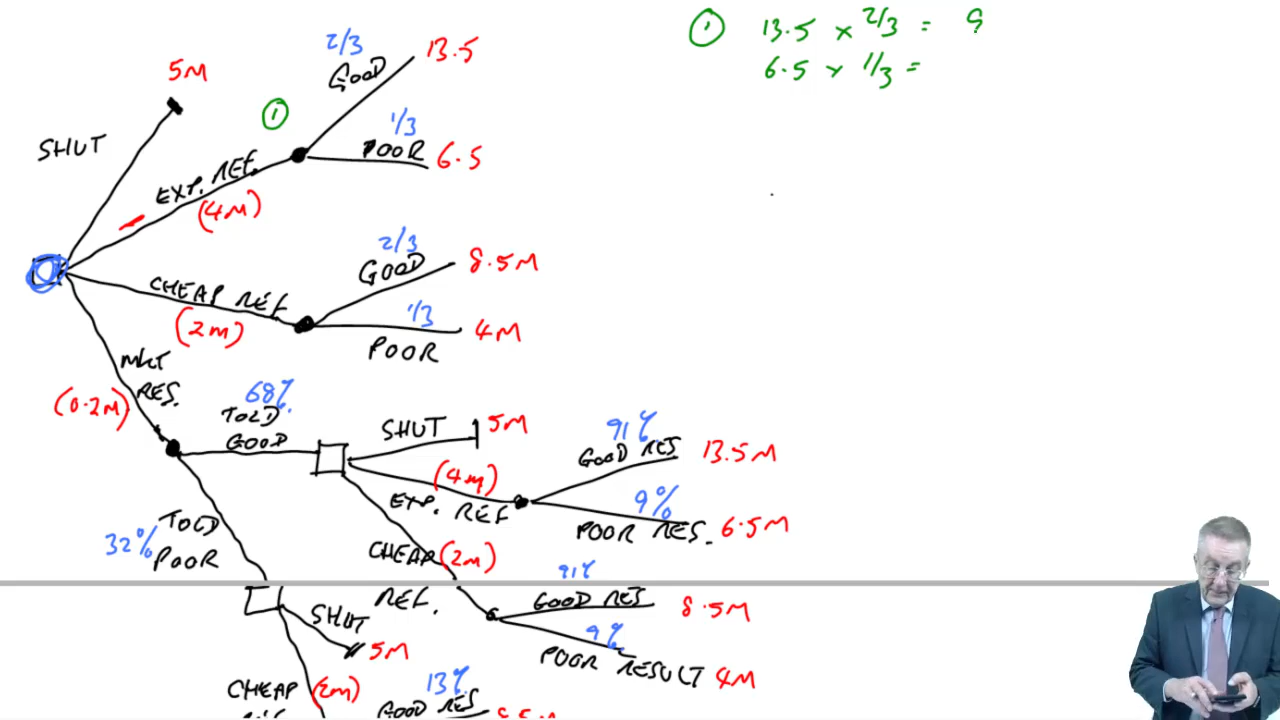 ① 13.5 × 2/3 = 9
6.5 × 1/3 =
2/3
GOOD
13.5
5M
①
1/3
POOR
6.5
SHUT
EXP. REF.
(4M)
2/3
GOOD
8.5M
CHEAP REF
(2M)
1/3
4M
POOR
MKT
RES.
(0.2M)
68%
TOLD
GOOD
SHUT
5M
91%
GOOD RES
13.5M
(4M)
EXP. REF
9%
POOR RES.
6.5M
TOLD
32%
POOR
CHEAP
(2M)
REF.
91%
GOOD RES
8.5M
9%
POOR RESULT
4M
SHUT
5M
CHEAP
(2M)
13%
GOOD RES